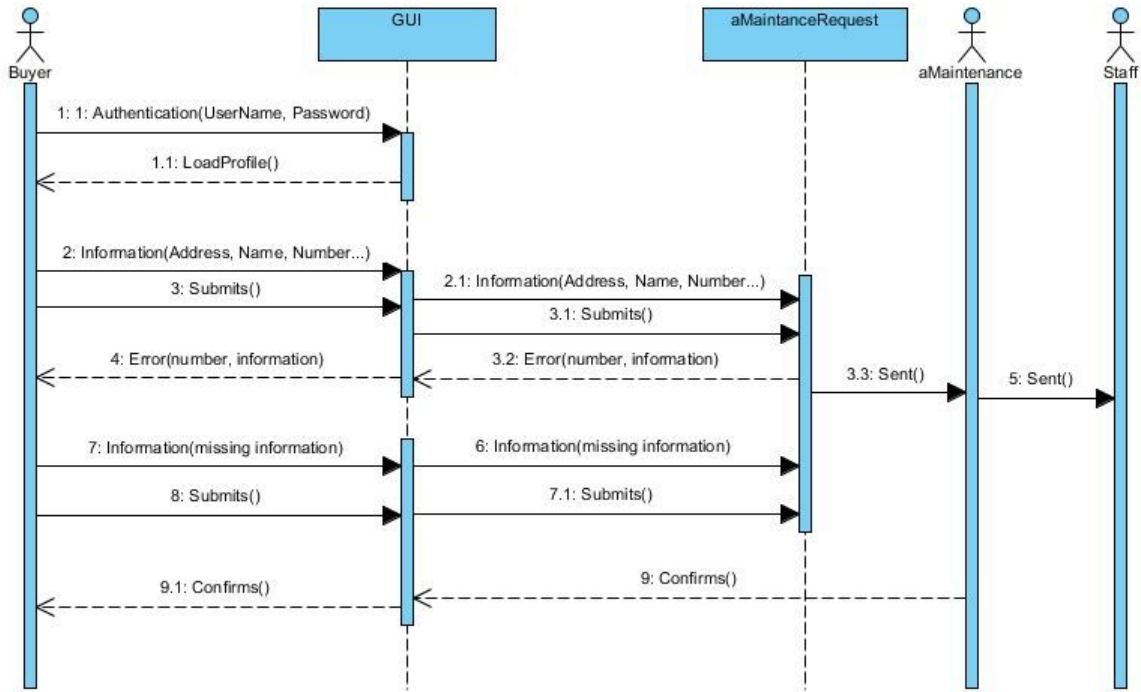 GUI
aMaintanceRequest
Buyer
aMaintenance
Staff
1: 1: Authentication(UserName, Password)
1.1: LoadProfile()
2: Information(Address, Name, Number...)
2.1: Information(Address, Name, Number...)
3: Submits()
3.1: Submits()
4: Error(number, information)
3.2: Error(number, information)
3.3: Sent()
5: Sent()
7: Information(missing information)
6: Information(missing information)
8: Submits()
7.1: Submits()
9.1: Confirms()
9: Confirms()